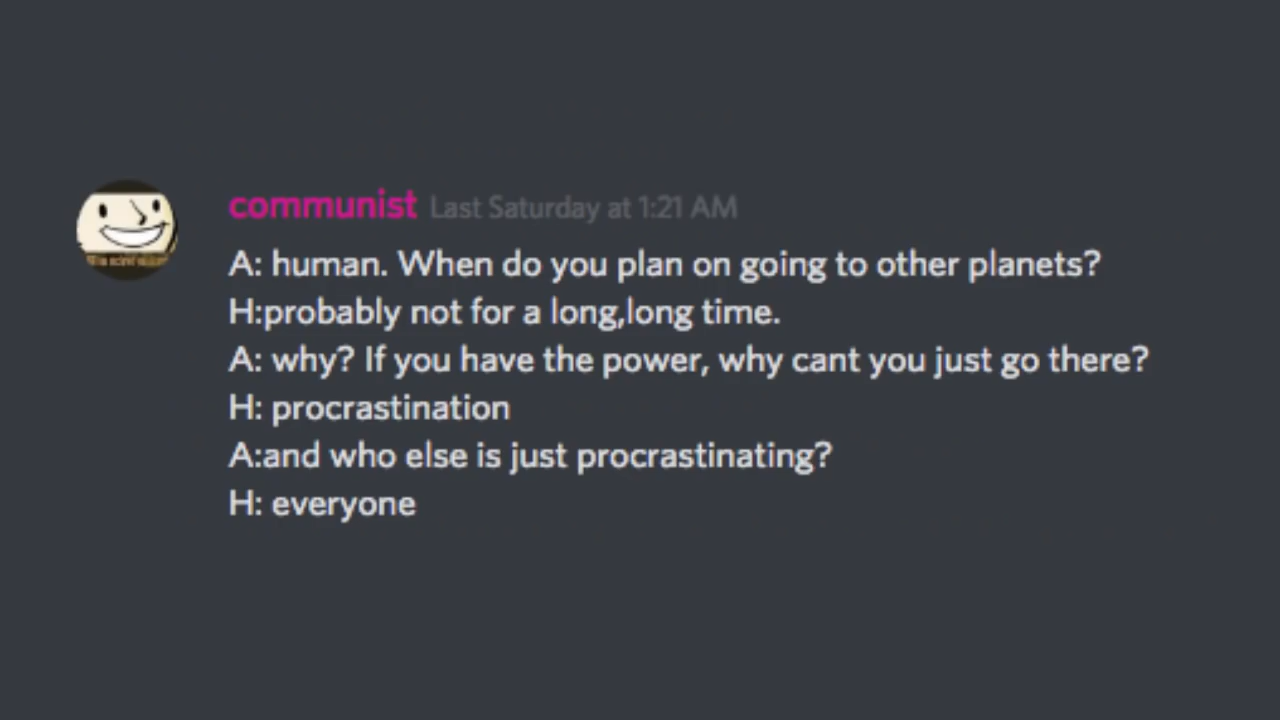 communist Last Saturday at 1:21 AM
A: human. When do you plan on going to other planets?
H:probably not for a long,long time.
A: why? If you have the power, why cant you just go there?
H: procrastination
A:and who else is just procrastinating?
H: everyone